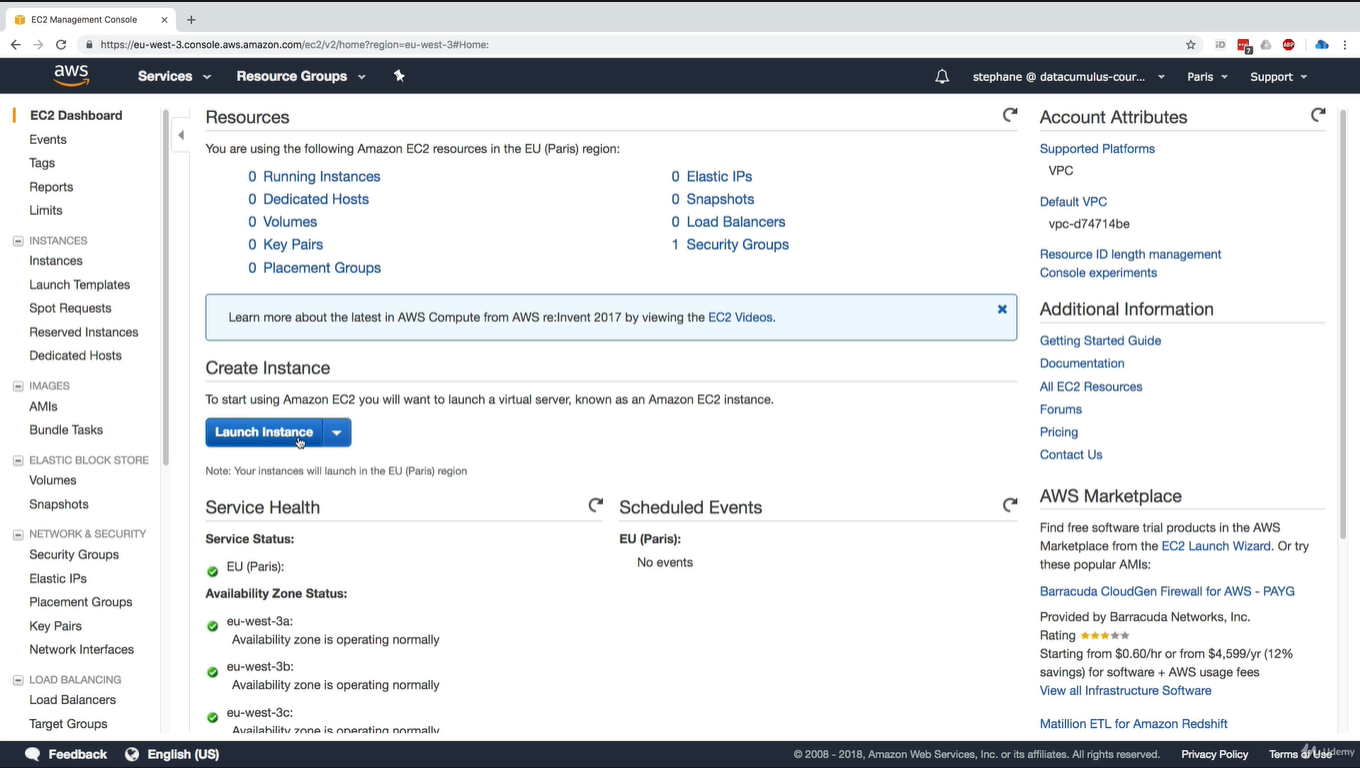 EC2 Management Console
https://eu-west-3.console.aws.amazon.com/ec2/v2/home?region=eu-west-3#Home:
iD
7
ABP
aws
Services
Resource Groups
stephane @ datacumulus-cour...
Paris
Support
EC2 Dashboard
Events
Tags
Reports
Limits
INSTANCES
Instances
Launch Templates
Spot Requests
Reserved Instances
Dedicated Hosts
IMAGES
AMIs
Bundle Tasks
ELASTIC BLOCK STORE
Volumes
Snapshots
NETWORK & SECURITY
Security Groups
Elastic IPs
Placement Groups
Key Pairs
Network Interfaces
LOAD BALANCING
Load Balancers
Target Groups
Resources
You are using the following Amazon EC2 resources in the EU (Paris) region:
0 Running Instances
0 Dedicated Hosts
0 Volumes
0 Key Pairs
0 Placement Groups
0 Elastic IPs
0 Snapshots
0 Load Balancers
1 Security Groups
Learn more about the latest in AWS Compute from AWS re:Invent 2017 by viewing the EC2 Videos.
Create Instance
To start using Amazon EC2 you will want to launch a virtual server, known as an Amazon EC2 instance.
Launch Instance
Note: Your instances will launch in the EU (Paris) region
Service Health
Service Status:
EU (Paris):
Availability Zone Status:
eu-west-3a:
Availability zone is operating normally
eu-west-3b:
Availability zone is operating normally
eu-west-3c:
Availability zone is operating normally
Scheduled Events
EU (Paris):
No events
Account Attributes
Supported Platforms
VPC
Default VPC
vpc-d74714be
Resource ID length management
Console experiments
Additional Information
Getting Started Guide
Documentation
All EC2 Resources
Forums
Pricing
Contact Us
AWS Marketplace
Find free software trial products in the AWS
Marketplace from the EC2 Launch Wizard. Or try
these popular AMIs:
Barracuda CloudGen Firewall for AWS - PAYG
Provided by Barracuda Networks, Inc.
Rating
Starting from $0.60/hr or from $4,599/yr (12%
savings) for software + AWS usage fees
View all Infrastructure Software
Matillion ETL for Amazon Redshift
Feedback
English (US)
© 2008 - 2018, Amazon Web Services, Inc. or its affiliates. All rights reserved.
Privacy Policy
Terms of Use
Udemy